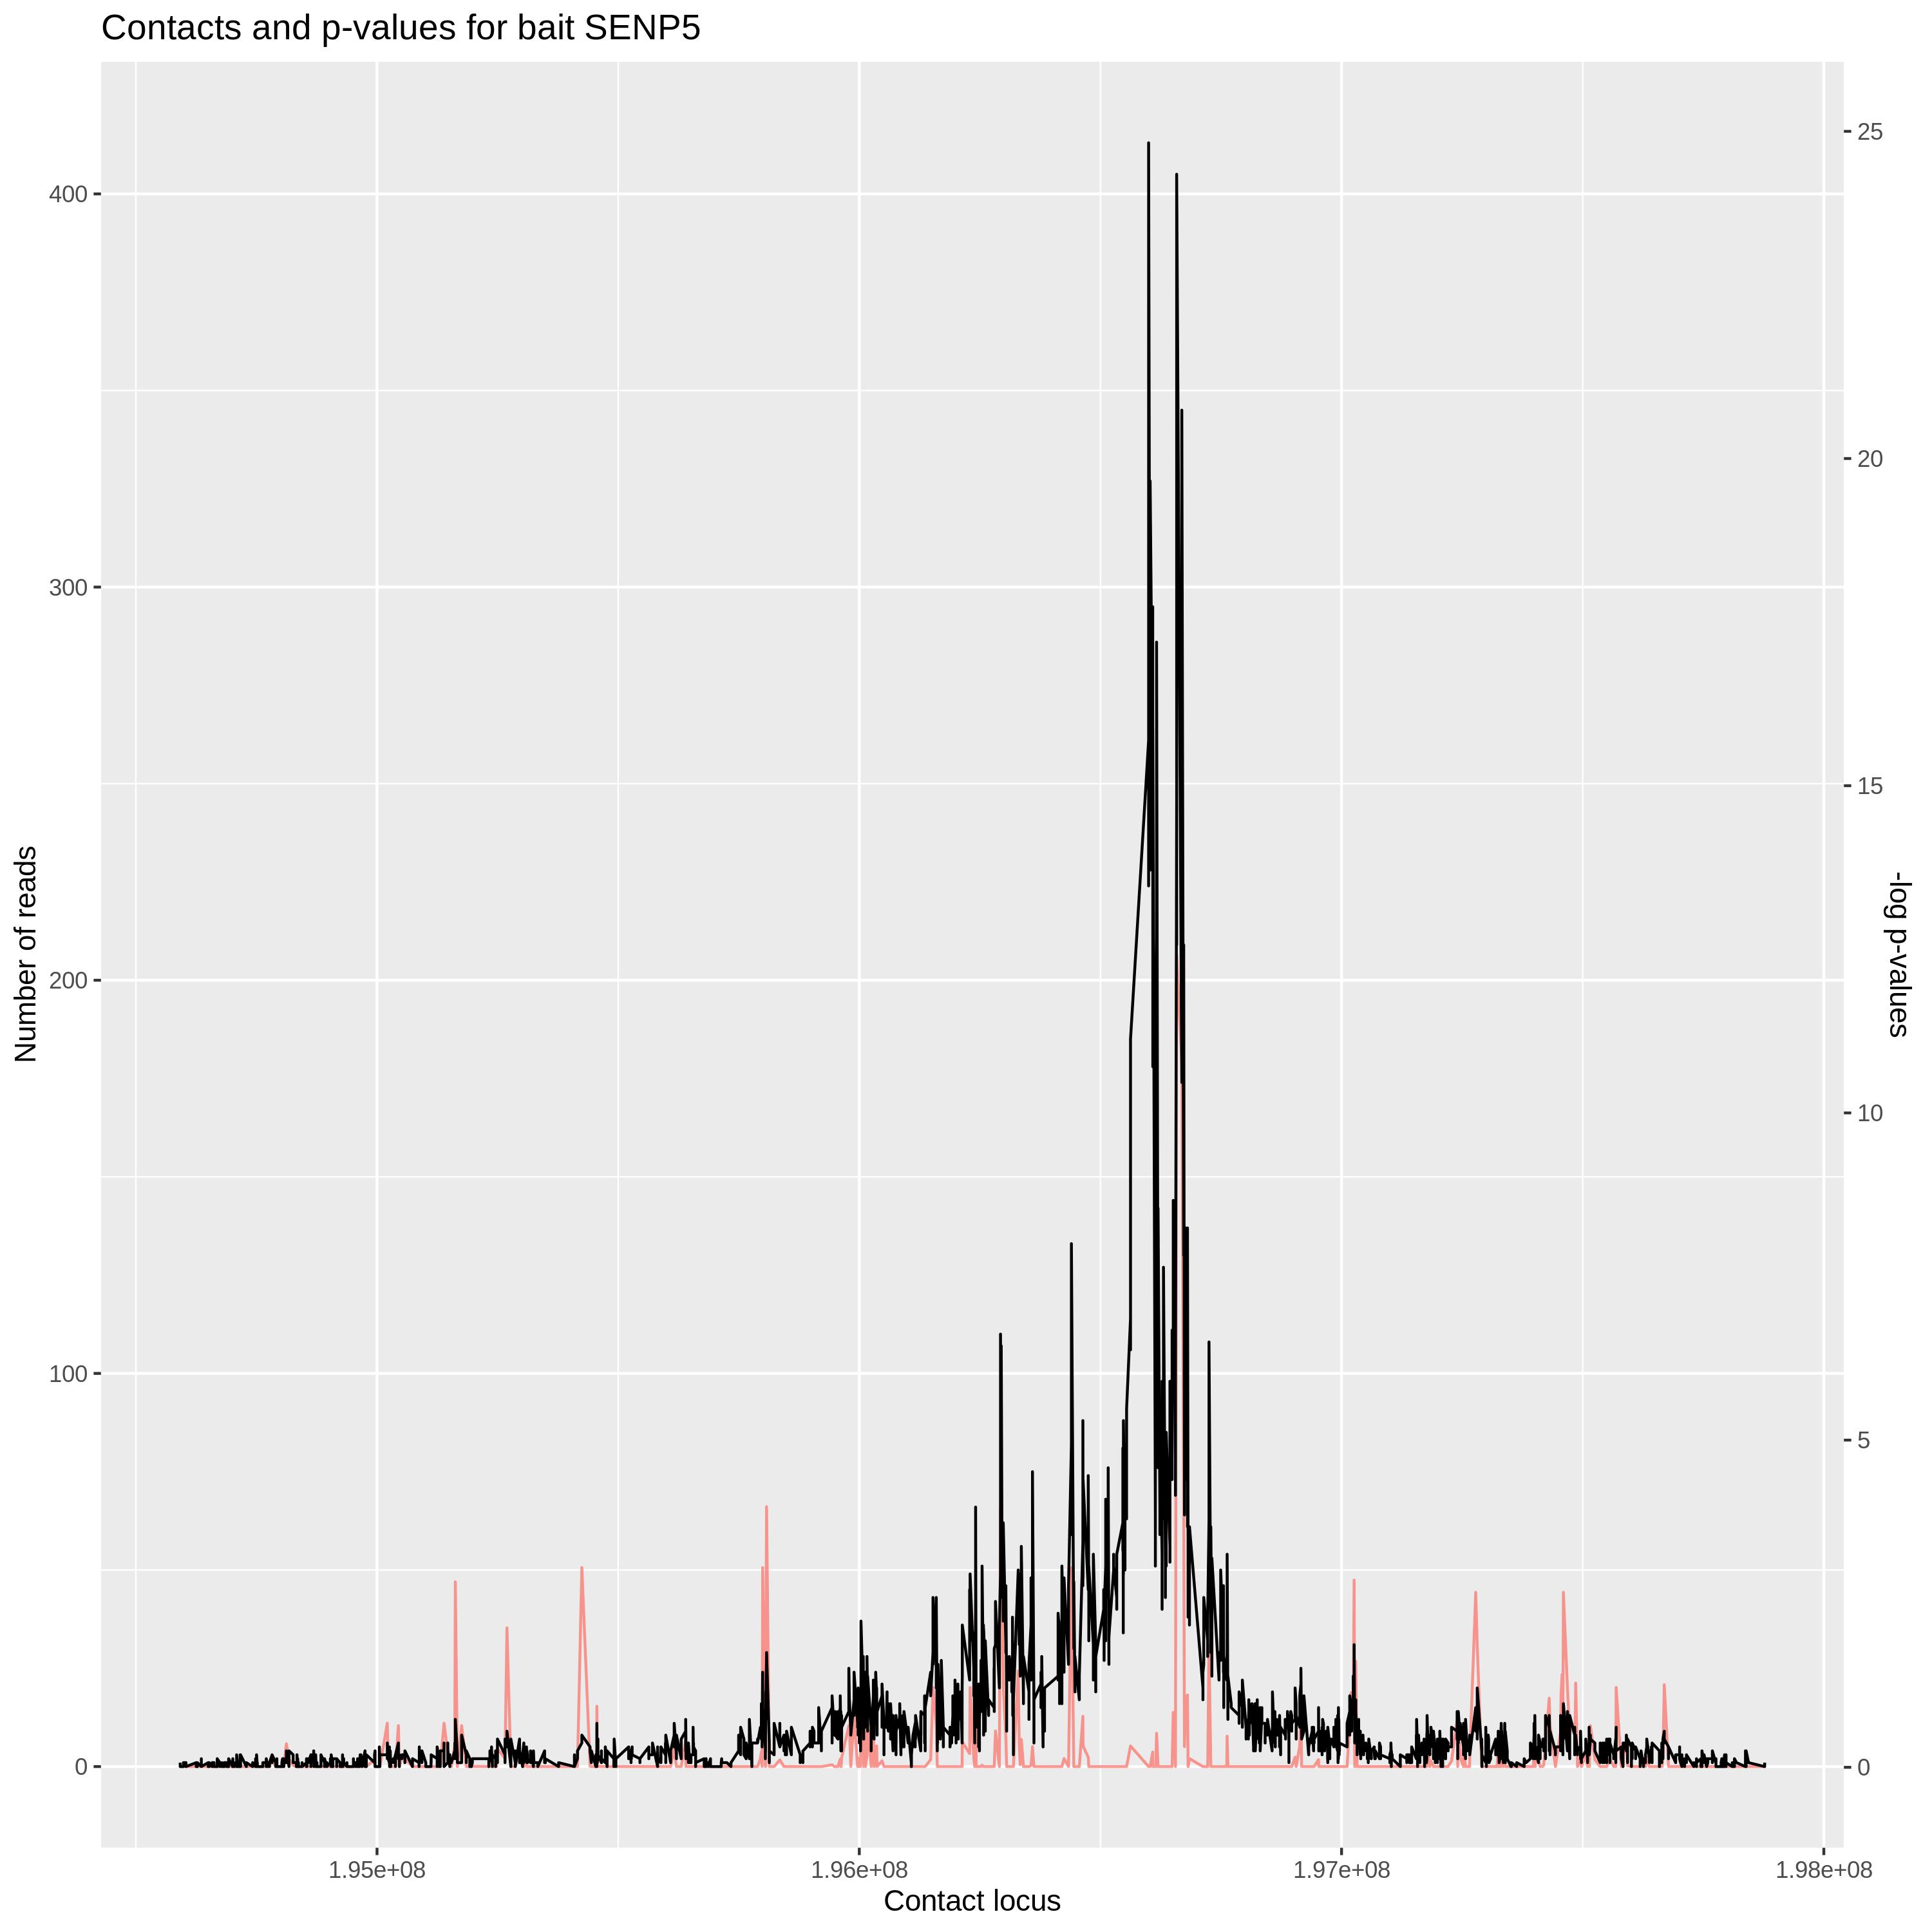 Contacts and p-values for bait SENP5
400
300
200
100
0
25
20
15
10
5
0
Number of reads
-log p-values
1.95e+08 1.96e+08 1.97e+08 1.98e+08
Contact locus